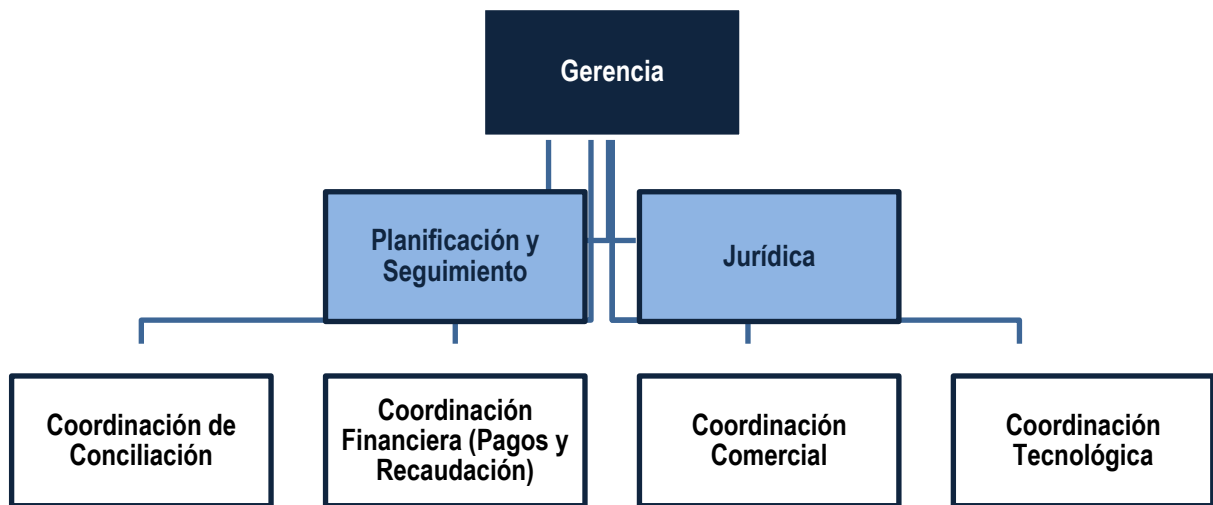 Gerencia
Planificación y
Seguimiento
Jurídica
Coordinación de
Conciliación
Coordinación
Financiera (Pagos y
Recaudación)
Coordinación
Comercial
Coordinación
Tecnológica